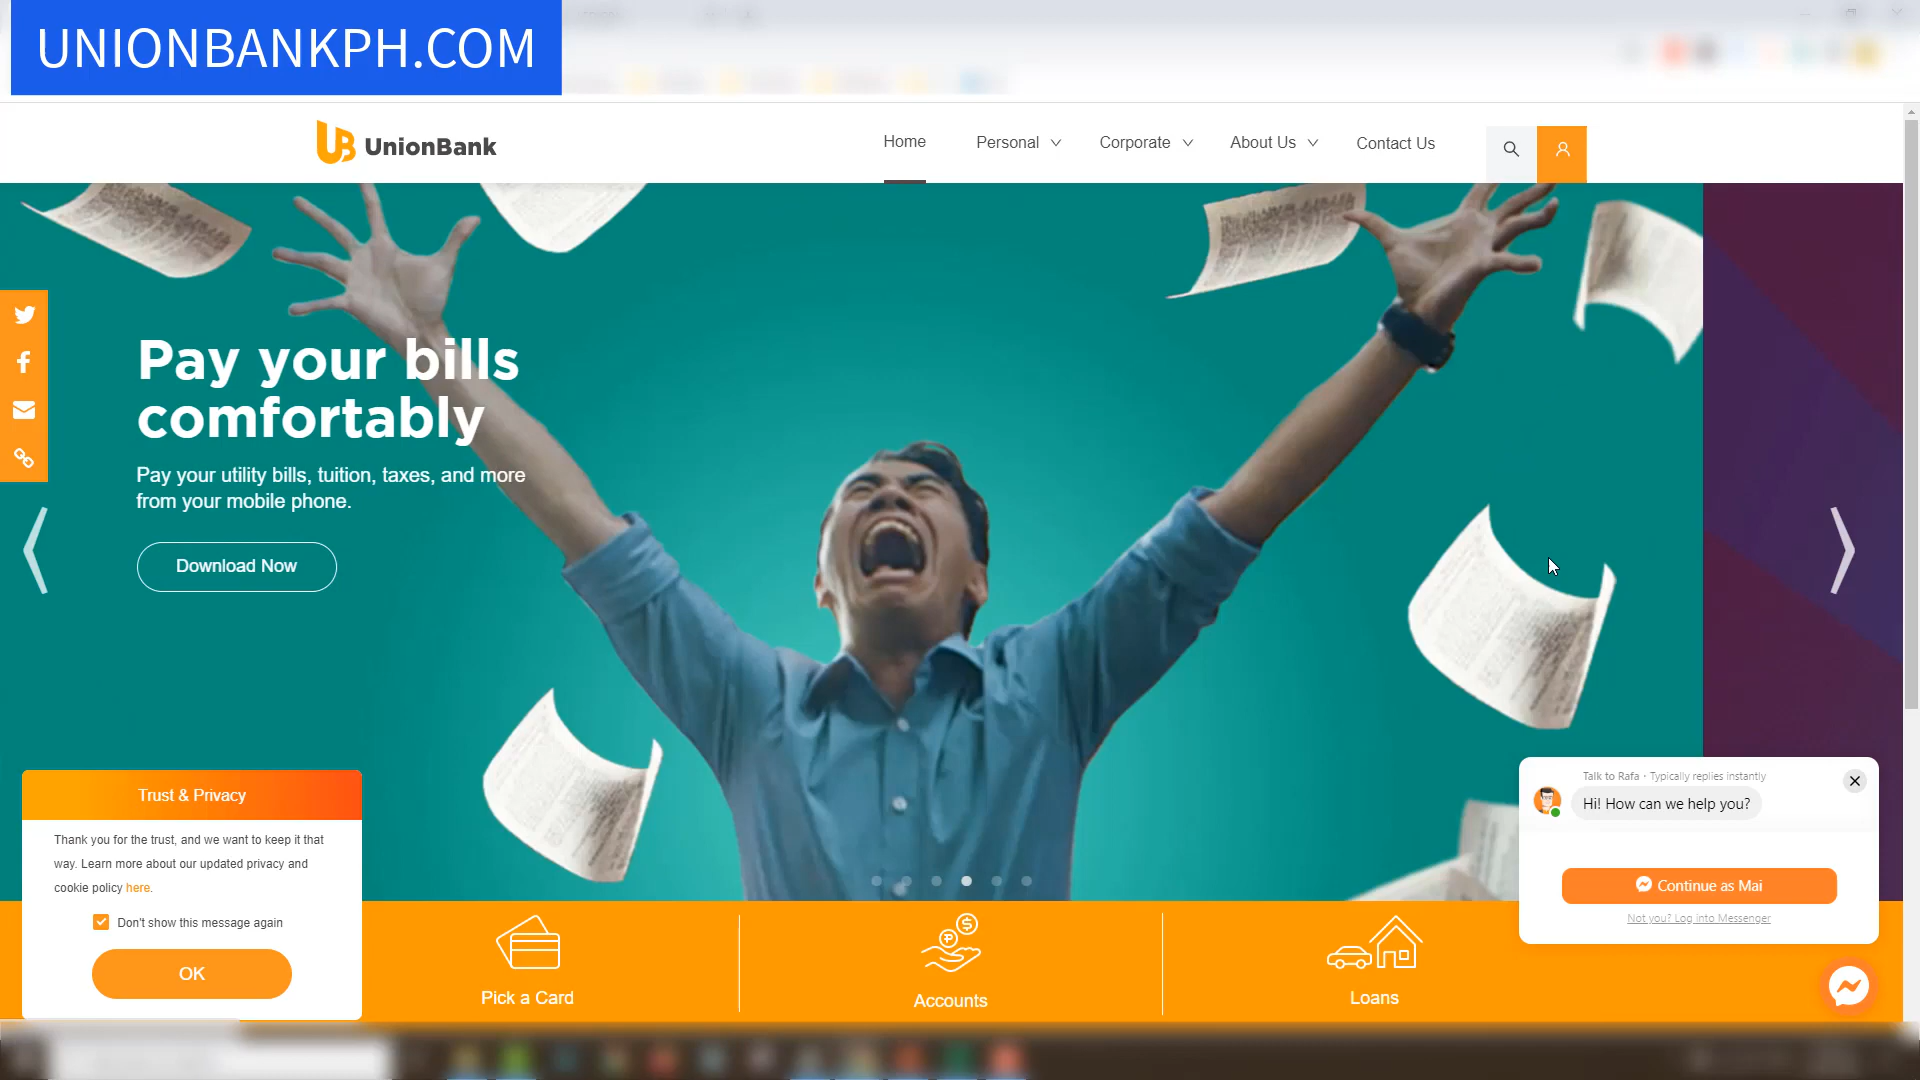 UNIONBANKPH.COM
UB UnionBank
Home
Personal
Corporate
About Us
Contact Us
Pay your bills
comfortably
Pay your utility bills, tuition, taxes, and more
from your mobile phone.
Download Now
Trust & Privacy
Thank you for the trust, and we want to keep it that
way. Learn more about our updated privacy and
cookie policy here.
Don't show this message again
OK
Pick a Card
Accounts
Loans
Talk to Rafa • Typically replies instantly
Hi! How can we help you?
Continue as Mai
Not you? Log into Messenger